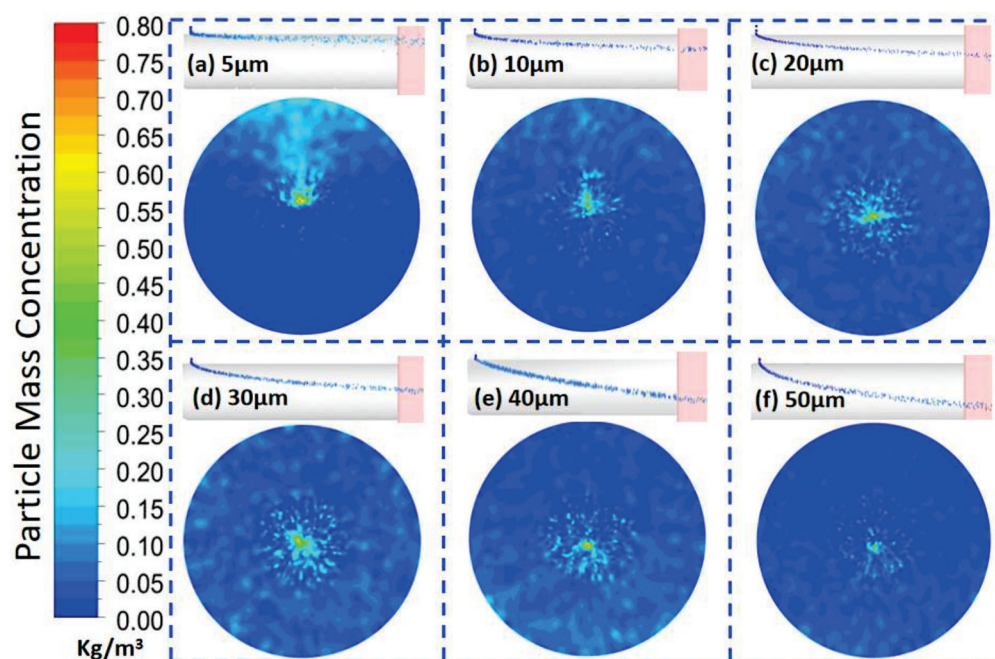 Particle Mass Concentration
0.80
0.75
0.70
0.65
0.60
0.55
0.50
0.45
0.40
0.35
0.30
0.25
0.20
0.15
0.10
0.05
0.00
Kg/m³
(a) 5μm
(b) 10μm
(c) 20μm
(d) 30μm
(e) 40μm
(f) 50μm